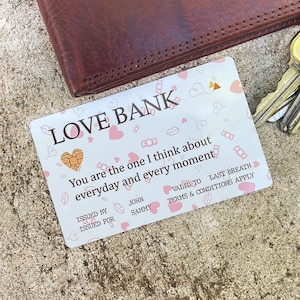 LOVE BANK
You are the one I think about
everyday and every moment
VALID TO LAST BREATH
ISSUED BY JOHN
ISSUED FOR SAMMY TERMS & CONDITIONS APPLY